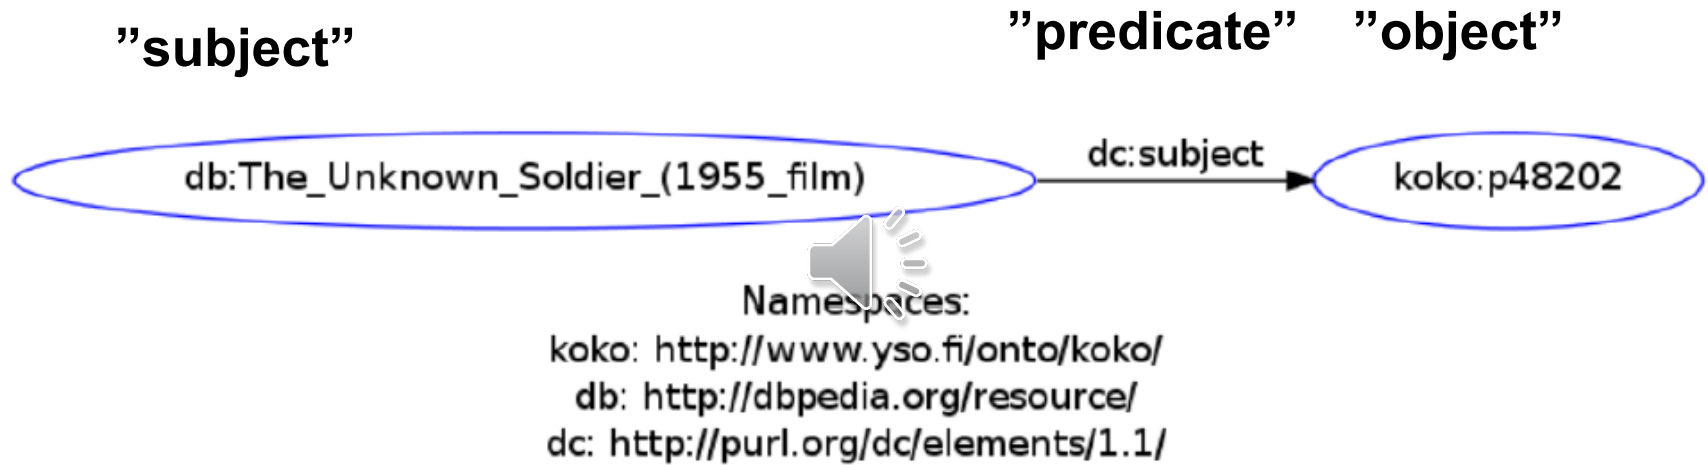 ”subject” ”predicate” ”object”
dc:subject
db:The_Unknown_Soldier_(1955_film) koko:p48202
Namespaces:
koko: http://www.yso.fi/onto/koko/
db: http://dbpedia.org/resource/
dc: http://purl.org/dc/elements/1.1/